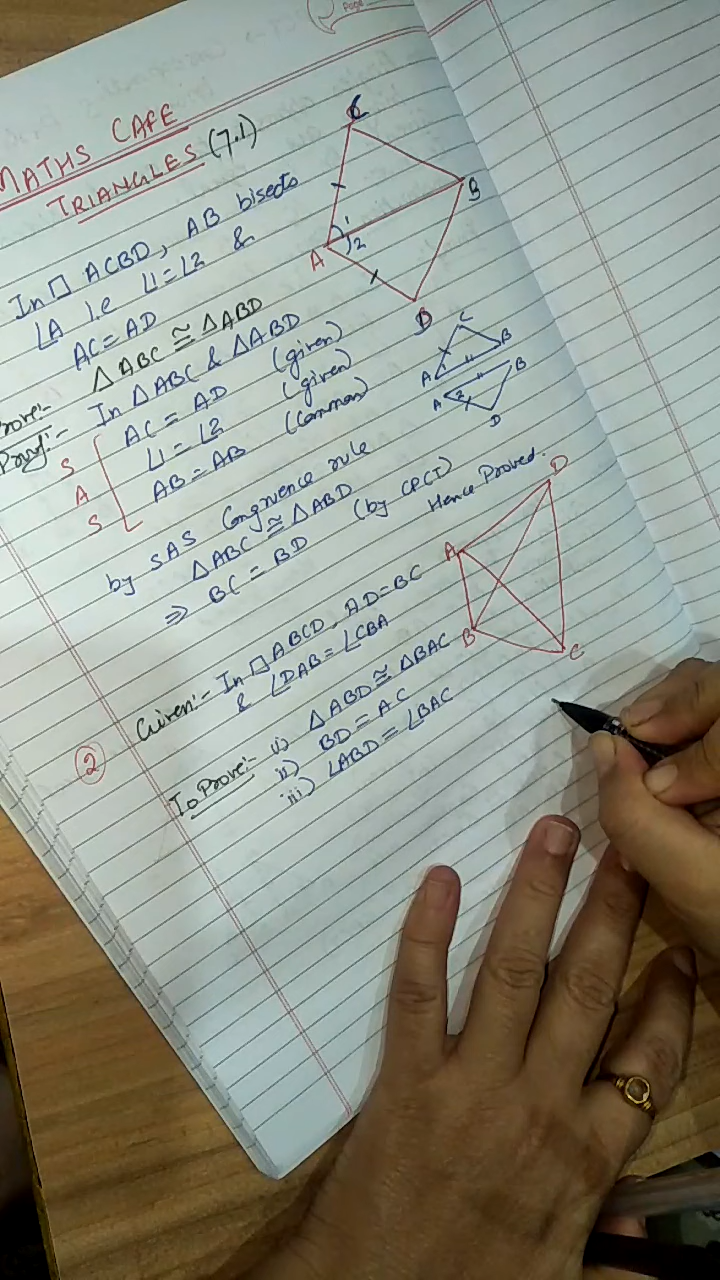 Page
MATHS CAFE
TRIANGLES (7.1)
In □ ACBD, AB bisects
∠A i.e ∠1 = ∠2 &
AC = AD
Prove:- △ABC ≅ △ABD
Proof:- In △ABC & △ABD
S AC = AD (given)
A ∠1 = ∠2 (given)
S AB = AB (Common)
by SAS Congruence rule
△ABC ≅ △ABD
⇒ BC = BD (by CPCT)
Hence Proved.
C
A
B
D
1
2
C
A
B
1
A
B
2
D
② Given:- In □ABCD, AD=BC
& ∠DAB = ∠CBA
To Prove:- i) △ABD ≅ △BAC
ii) BD = AC
iii) ∠ABD = ∠BAC
D
A
B
C